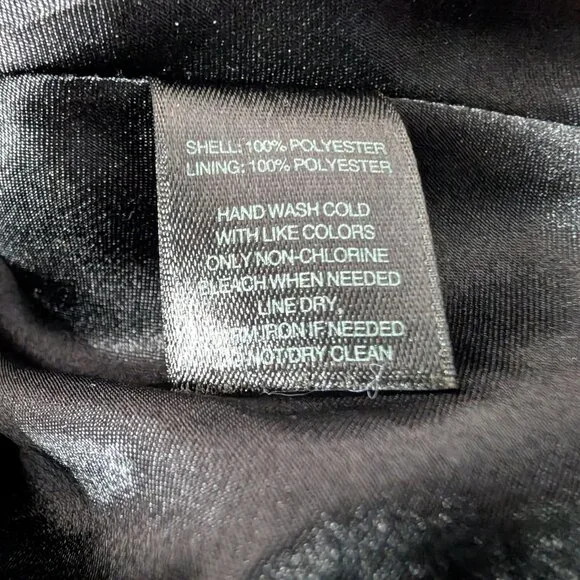 SHELL: 100% POLYESTER
LINING: 100% POLYESTER
HAND WASH COLD
WITH LIKE COLORS
ONLY NON-CHLORINE
BLEACH WHEN NEEDED
LINE DRY,
IRON IF NEEDED
DO NOT DRY CLEAN